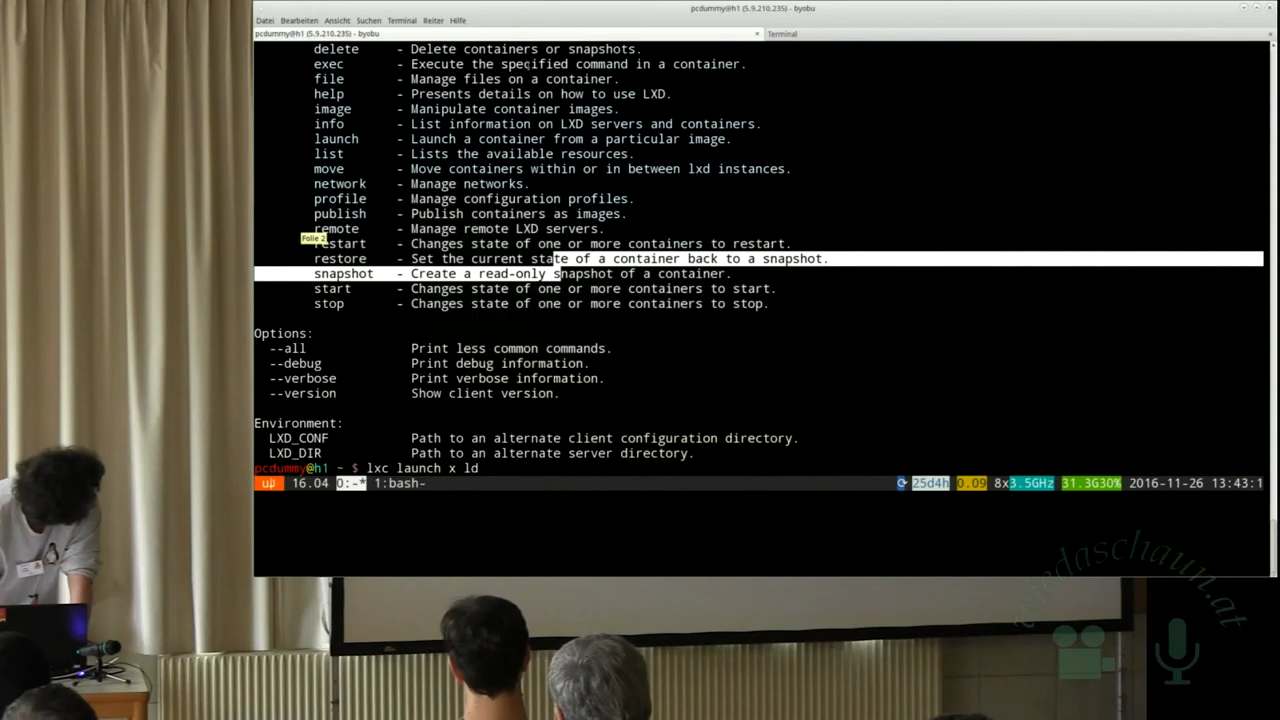 pcdummy@h1 (5.9.210.235) - byobu
Datei Bearbeiten Ansicht Suchen Terminal Reiter Hilfe
pcdummy@h1 (5.9.210.235) - byobu Terminal
delete - Delete containers or snapshots.
exec - Execute the specified command in a container.
file - Manage files on a container.
help - Presents details on how to use LXD.
image - Manipulate container images.
info - List information on LXD servers and containers.
launch - Launch a container from a particular image.
list - Lists the available resources.
move - Move containers within or in between lxd instances.
network - Manage networks.
profile - Manage configuration profiles.
publish - Publish containers as images.
remote - Manage remote LXD servers.
Folie 2
restart - Changes state of one or more containers to restart.
restore - Set the current state of a container back to a snapshot.
snapshot - Create a read-only snapshot of a container.
start - Changes state of one or more containers to start.
stop - Changes state of one or more containers to stop.
Options:
--all Print less common commands.
--debug Print debug information.
--verbose Print verbose information.
--version Show client version.
Environment:
LXD_CONF Path to an alternate client configuration directory.
LXD_DIR Path to an alternate server directory.
pcdummy@h1 ~ $ lxc launch x ld
16.04 0:-* 1:bash- 25d4h 0.09 8x3.5GHz 31.3G30% 2016-11-26 13:43:1